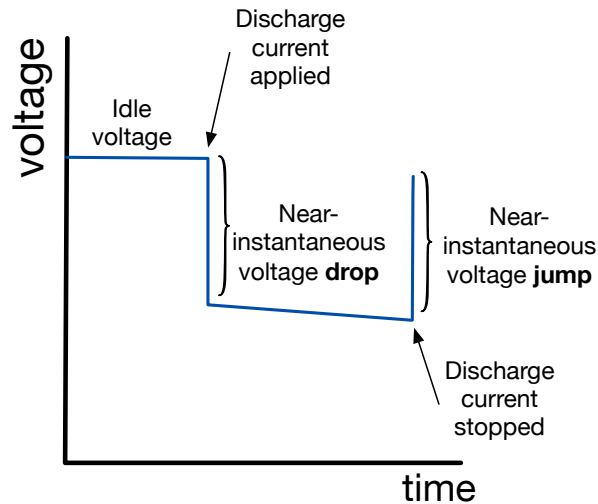 Discharge
current
applied
voltage
Idle
voltage
Near-
instantaneous
voltage drop
Near-
instantaneous
voltage jump
Discharge
current
stopped
time